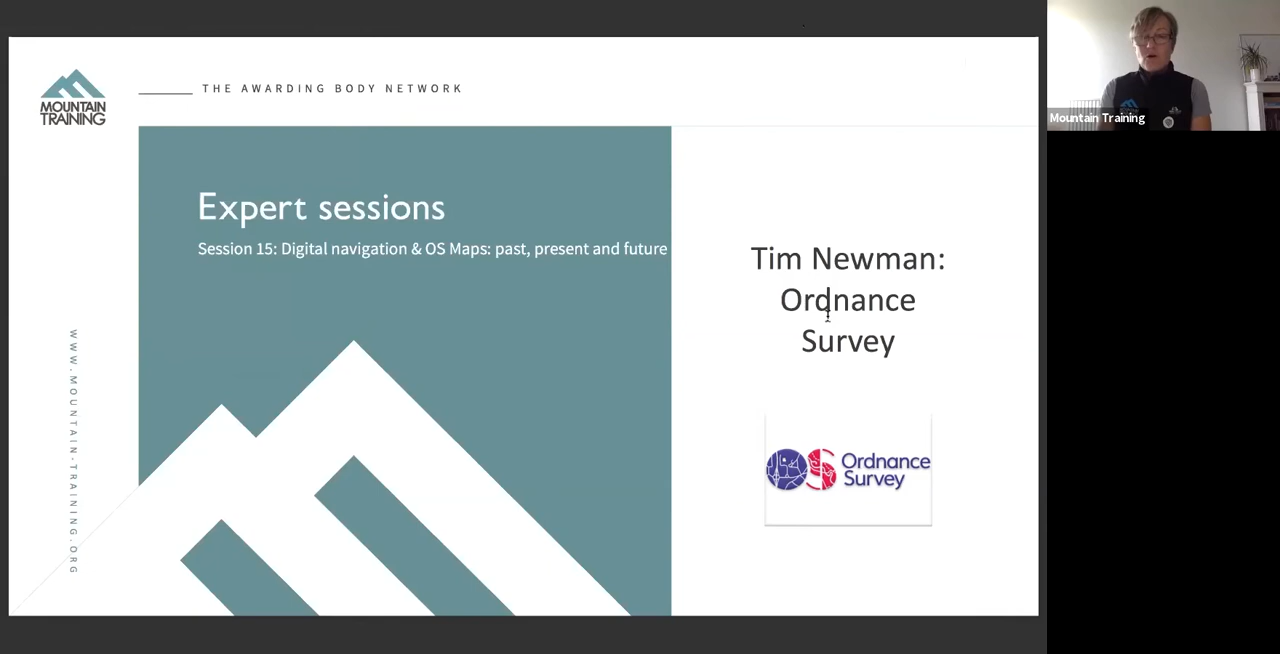 MOUNTAIN
TRAINING
THE AWARDING BODY NETWORK
Expert sessions
Session 15: Digital navigation & OS Maps: past, present and future
WWW.MOUNTAIN-TRAINING.ORG
Tim Newman:
Ordnance
Survey
OS Ordnance
Survey
Mountain Training